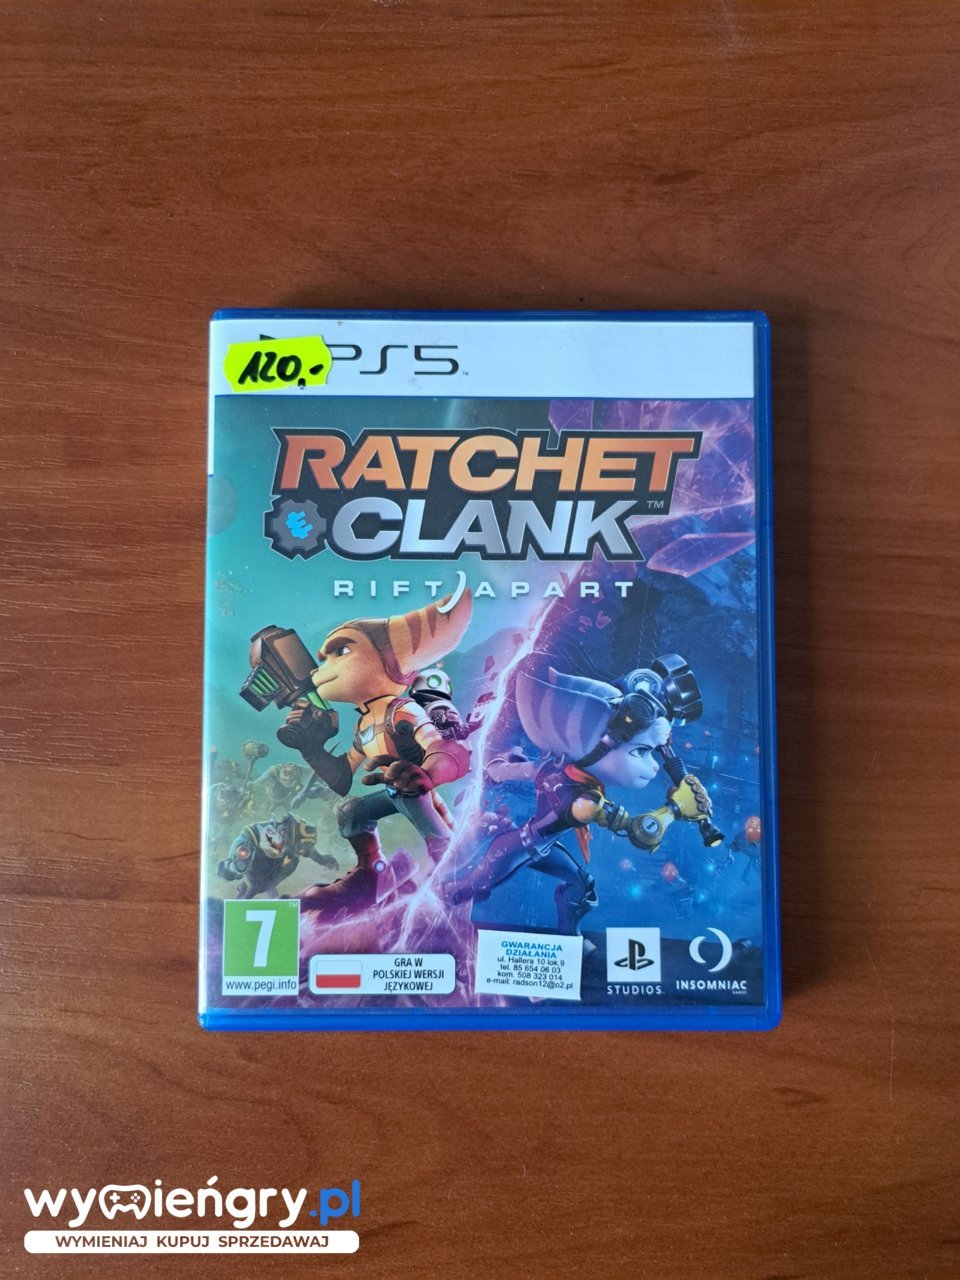 120,-
PS5
RATCHET
CLANK™
RIFT APART
7
www.pegi.info
GRA W
POLSKIEJ WERSJI
JĘZYKOWEJ
GWARANCJA
DZIAŁANIA
ul. Hallera 10 lok.9
tel. 85 654 06 03
kom. 508 323 014
e-mail: radson12@o2.pl
STUDIOS
INSOMNIAC
GAMES
wymieńgry.pl
WYMIENIAJ KUPUJ SPRZEDAWAJ